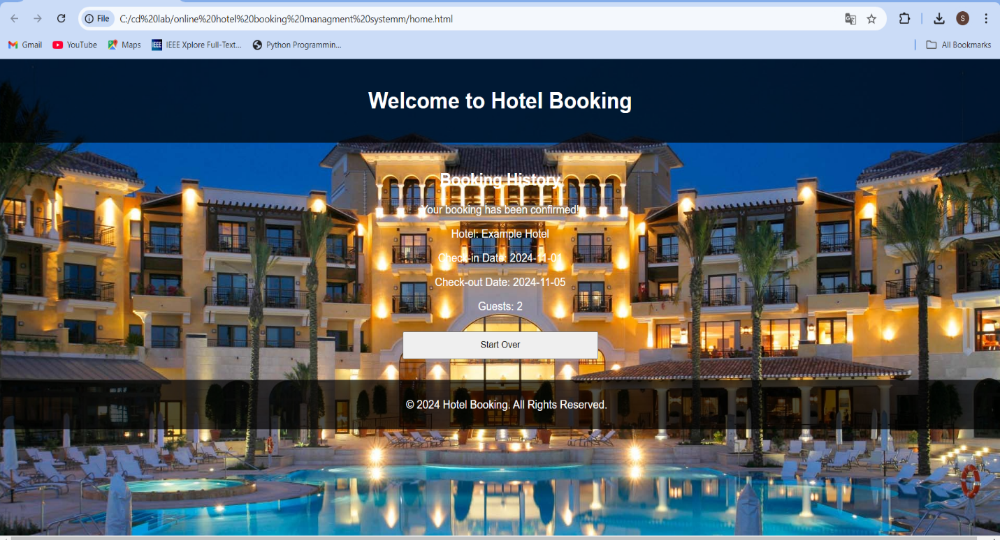 File C:/cd%20lab/online%20hotel%20booking%20managment%20systemm/home.html S
Gmail YouTube Maps IEEE IEEE Xplore Full-Text... Python Programmin... All Bookmarks
Welcome to Hotel Booking
Booking History
Your booking has been confirmed!
Hotel: Example Hotel
Check-in Date: 2024-11-01
Check-out Date: 2024-11-05
Guests: 2
Start Over
© 2024 Hotel Booking. All Rights Reserved.